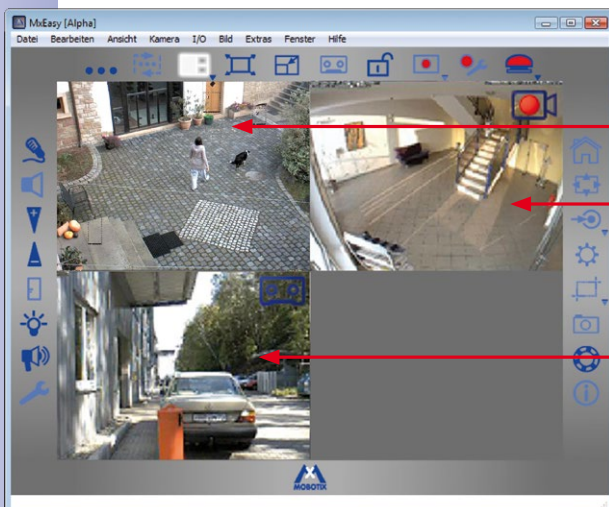 MxEasy [Alpha]
Datei Bearbeiten Ansicht Kamera I/O Bild Extras Fenster Hilfe
MOBOTIX